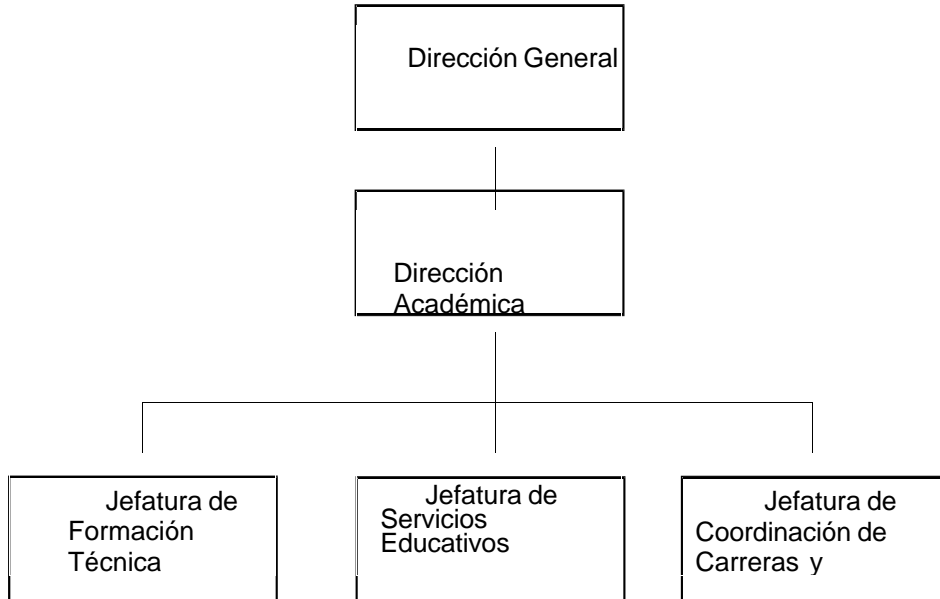 Dirección General
Dirección
Académica
Jefatura de
Formación
Técnica
Jefatura de
Servicios
Educativos
Jefatura de
Coordinación de
Carreras y